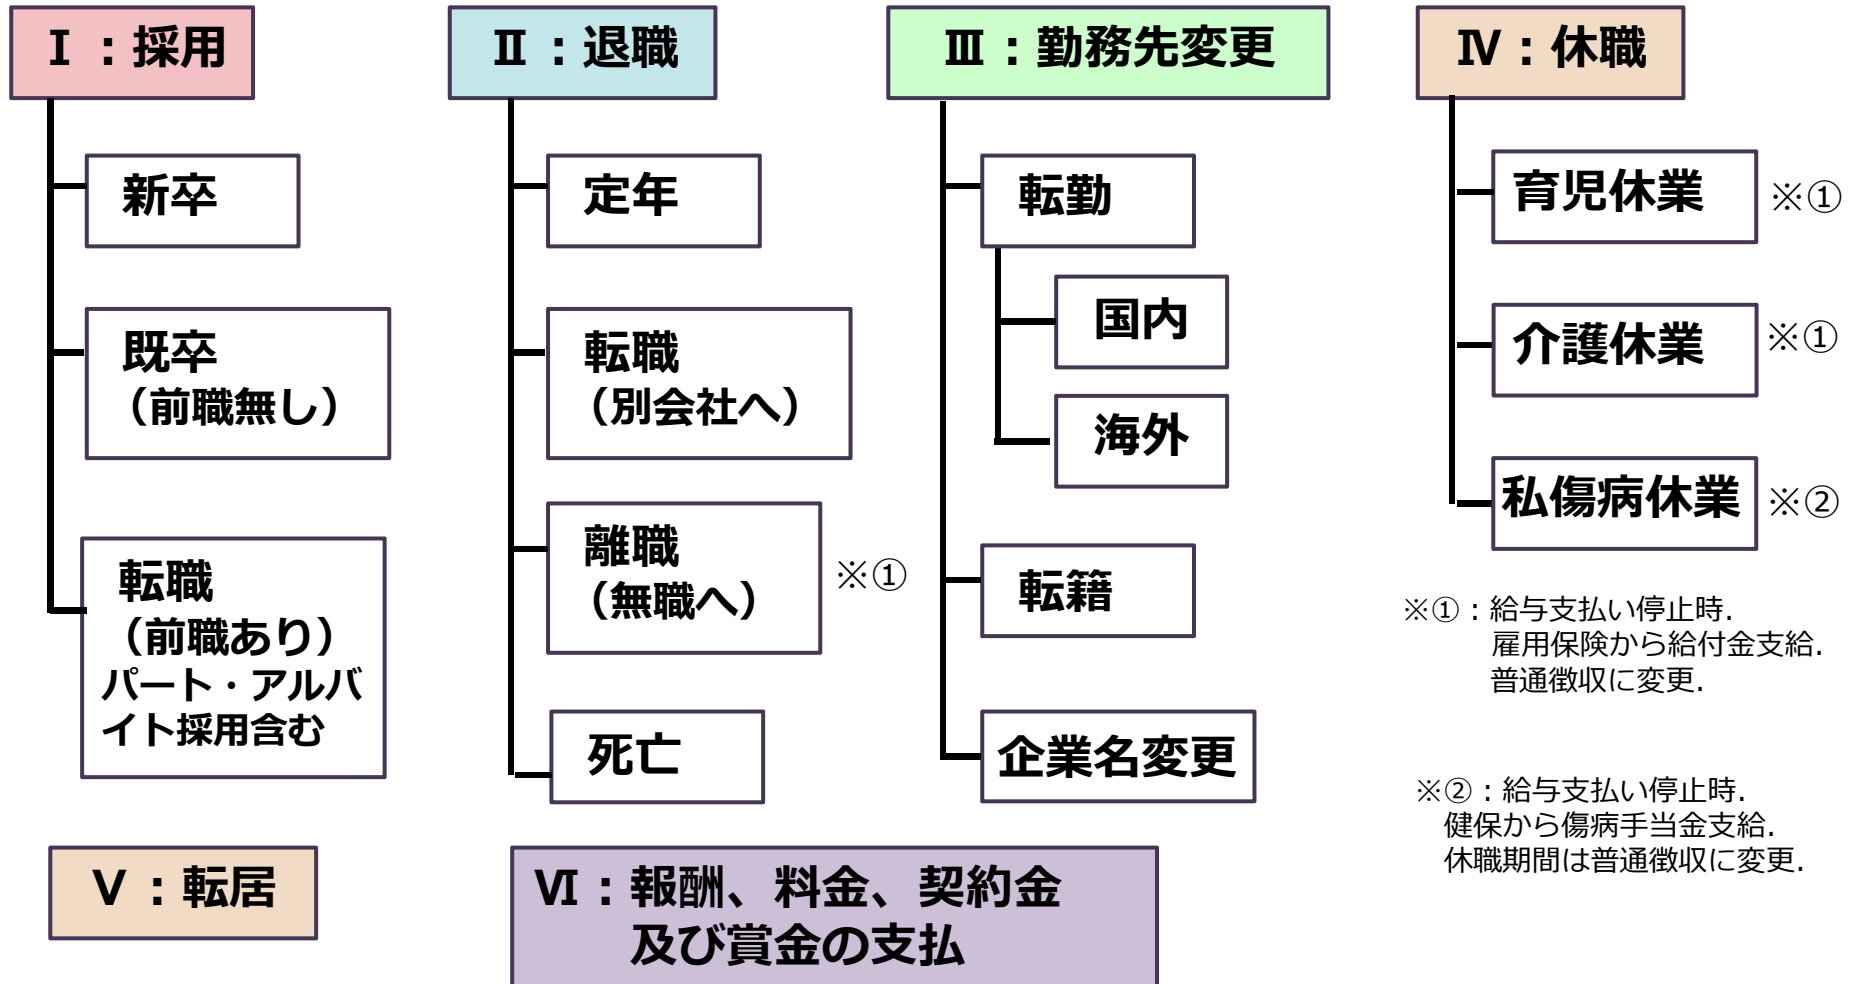 Ⅰ：採用
新卒
既卒
（前職無し）
転職
（前職あり）
パート・アルバ
イト採用含む
Ⅱ：退職
定年
転職
（別会社へ）
離職
（無職へ）
※①
死亡
Ⅲ：勤務先変更
転勤
国内
海外
転籍
企業名変更
Ⅳ：休職
育児休業 ※①
介護休業 ※①
私傷病休業 ※②
※①：給与支払い停止時．
雇用保険から給付金支給．
普通徴収に変更．
※②：給与支払い停止時．
健保から傷病手当金支給．
休職期間は普通徴収に変更．
Ⅴ：転居
Ⅵ：報酬、料金、契約金
及び賞金の支払